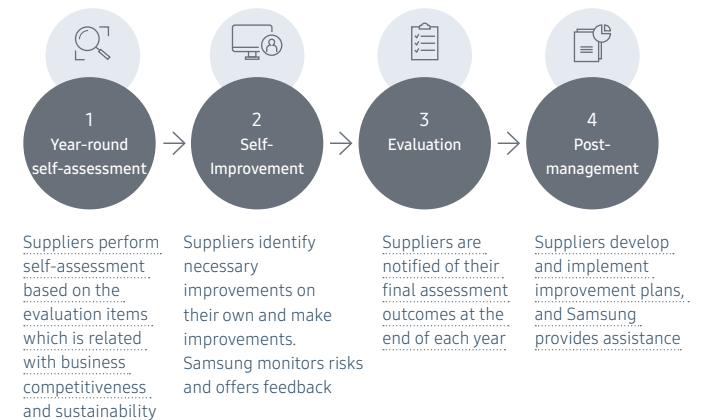 1
Year-round
self-assessment
2
Self-
Improvement
3
Evaluation
4
Post-
management
Suppliers perform
self-assessment
based on the
evaluation items
which is related
with business
competitiveness
and sustainability
Suppliers identify
necessary
improvements on
their own and make
improvements.
Samsung monitors risks
and offers feedback
Suppliers are
notified of their
final assessment
outcomes at the
end of each year
Suppliers develop
and implement
improvement plans,
and Samsung
provides assistance